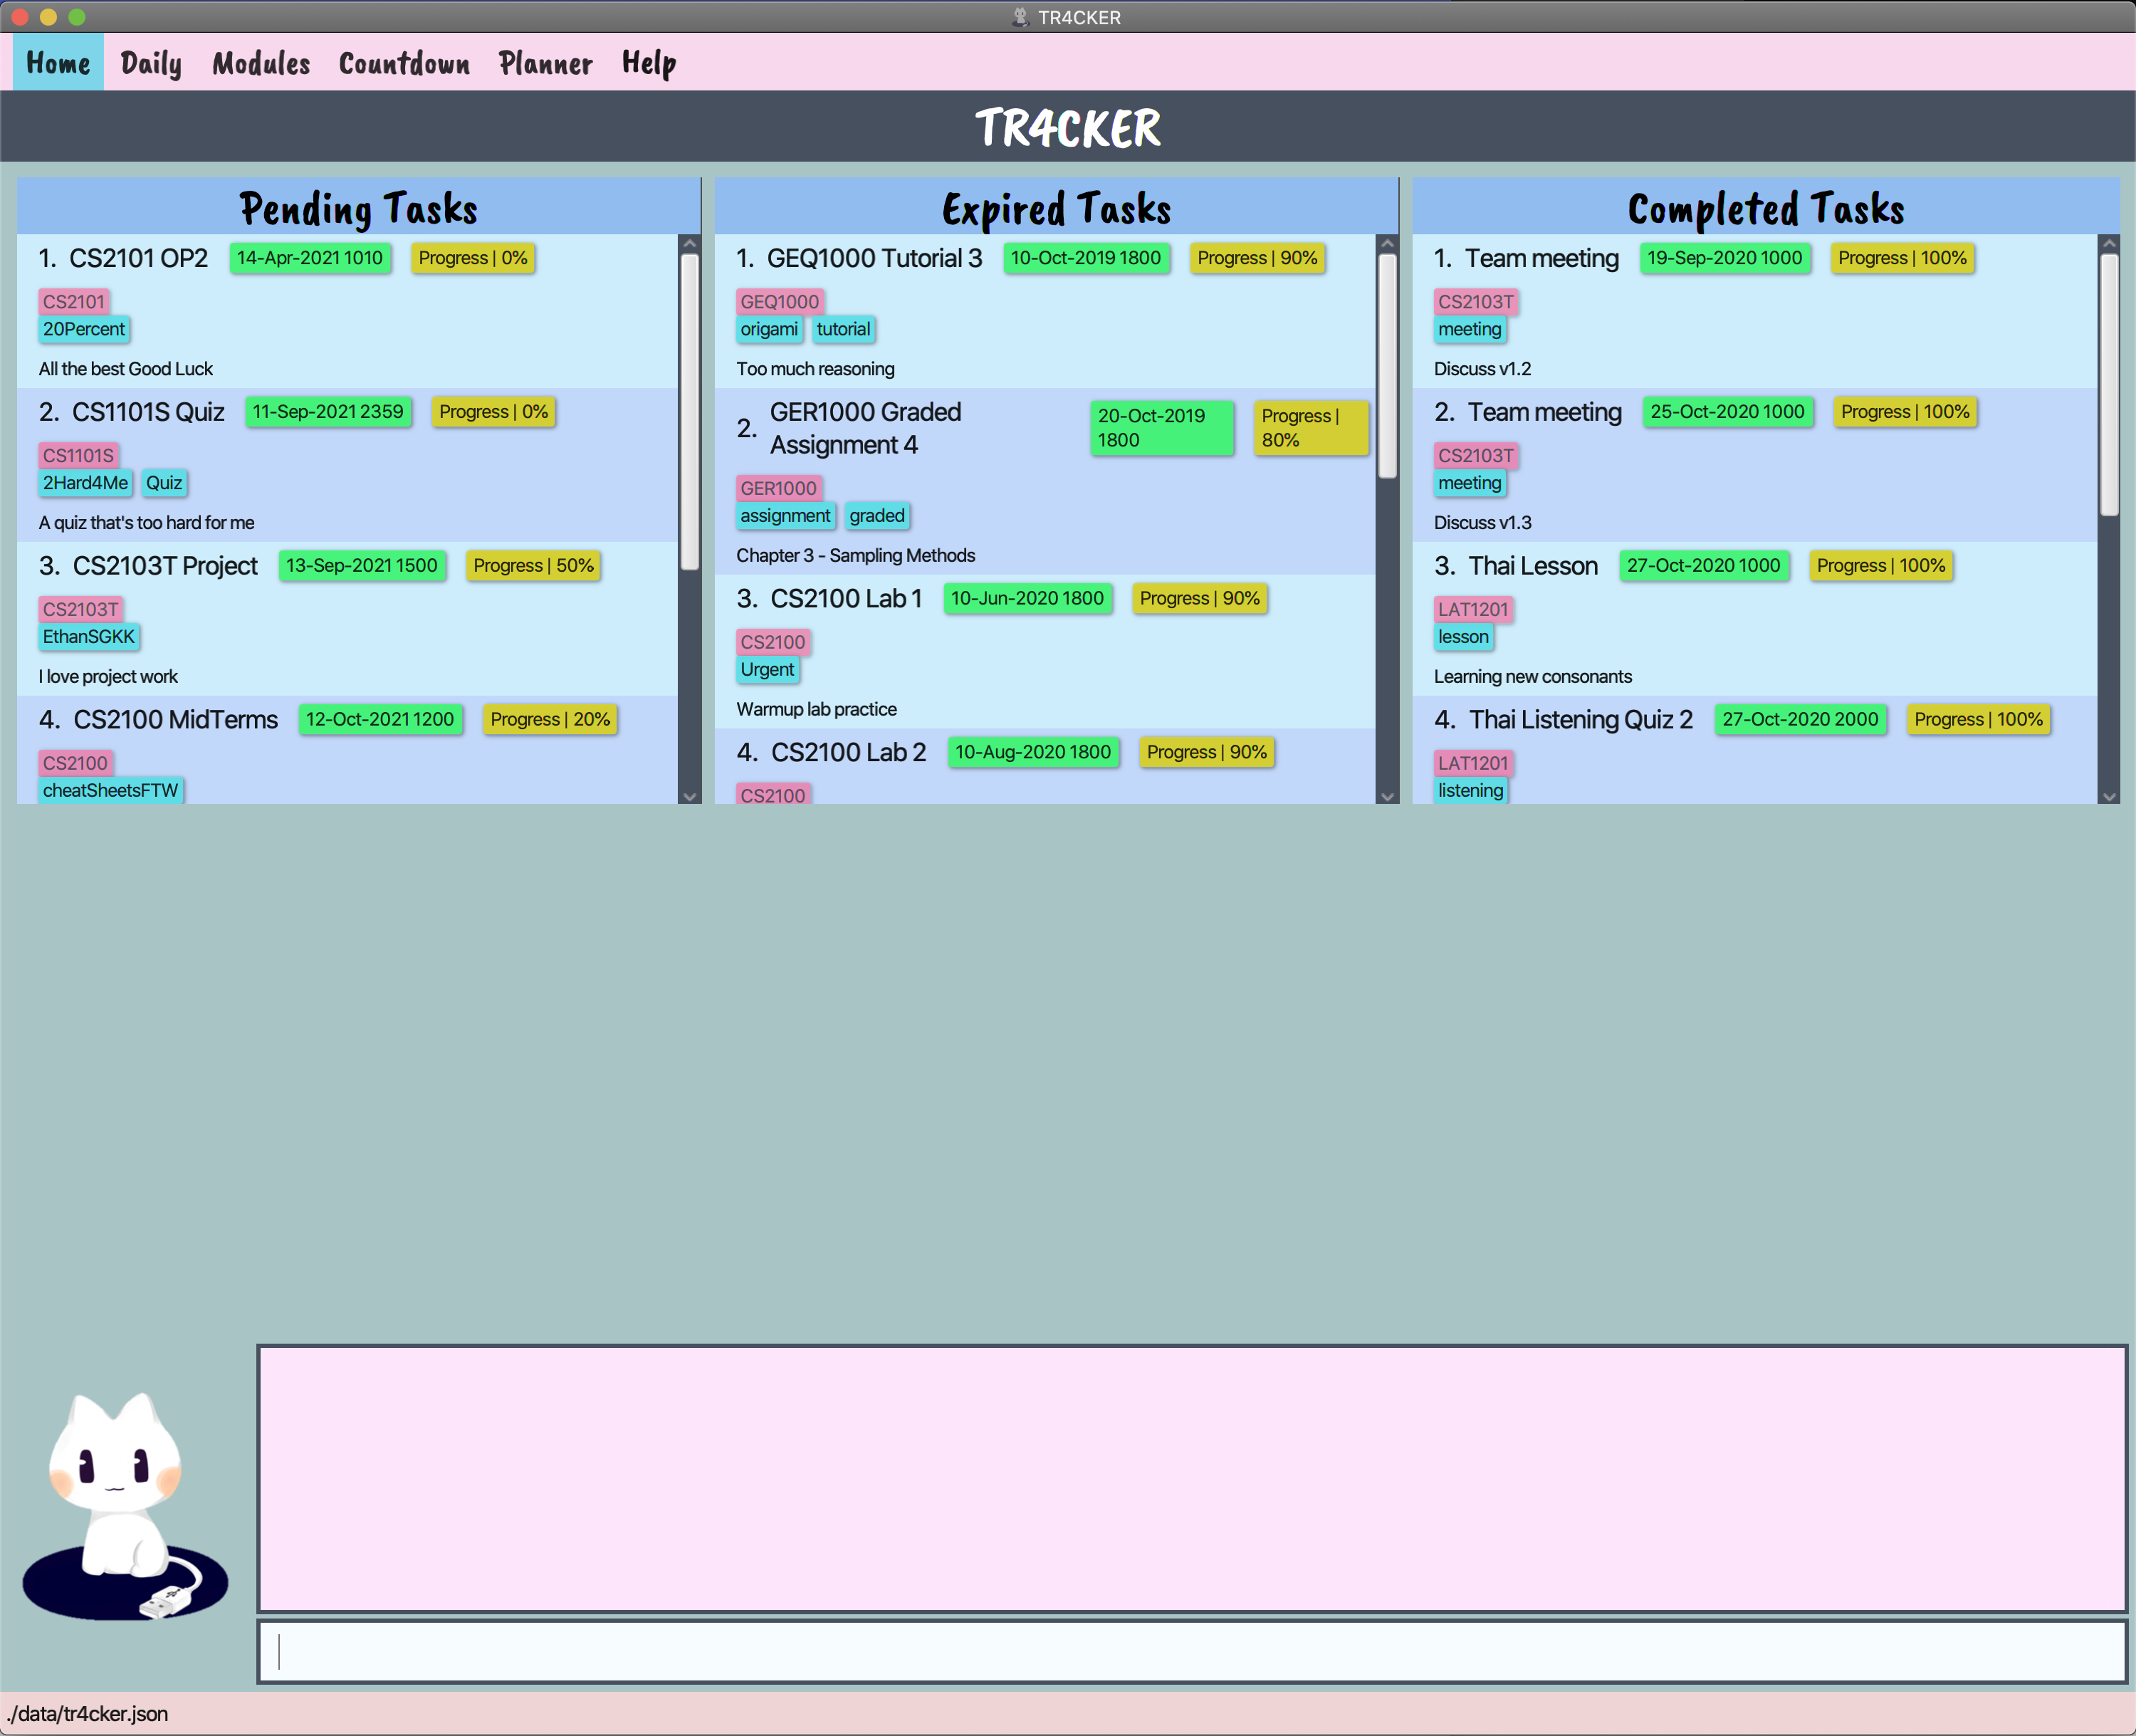 TR4CKER
Home Daily Modules Countdown Planner Help
TR4CKER
Pending Tasks
1. CS2101 OP2 14-Apr-2021 1010 Progress | 0%
CS2101
20Percent
All the best Good Luck
2. CS1101S Quiz 11-Sep-2021 2359 Progress | 0%
CS1101S
2Hard4Me Quiz
A quiz that's too hard for me
3. CS2103T Project 13-Sep-2021 1500 Progress | 50%
CS2103T
EthanSGKK
I love project work
4. CS2100 MidTerms 12-Oct-2021 1200 Progress | 20%
CS2100
cheatSheetsFTW
Expired Tasks
1. GEQ1000 Tutorial 3 10-Oct-2019 1800 Progress | 90%
GEQ1000
origami tutorial
Too much reasoning
2. GER1000 Graded
Assignment 4
20-Oct-2019
1800
Progress |
80%
GER1000
assignment graded
Chapter 3 - Sampling Methods
3. CS2100 Lab 1 10-Jun-2020 1800 Progress | 90%
CS2100
Urgent
Warmup lab practice
4. CS2100 Lab 2 10-Aug-2020 1800 Progress | 90%
CS2100
Completed Tasks
1. Team meeting 19-Sep-2020 1000 Progress | 100%
CS2103T
meeting
Discuss v1.2
2. Team meeting 25-Oct-2020 1000 Progress | 100%
CS2103T
meeting
Discuss v1.3
3. Thai Lesson 27-Oct-2020 1000 Progress | 100%
LAT1201
lesson
Learning new consonants
4. Thai Listening Quiz 2 27-Oct-2020 2000 Progress | 100%
LAT1201
listening
./data/tr4cker.json